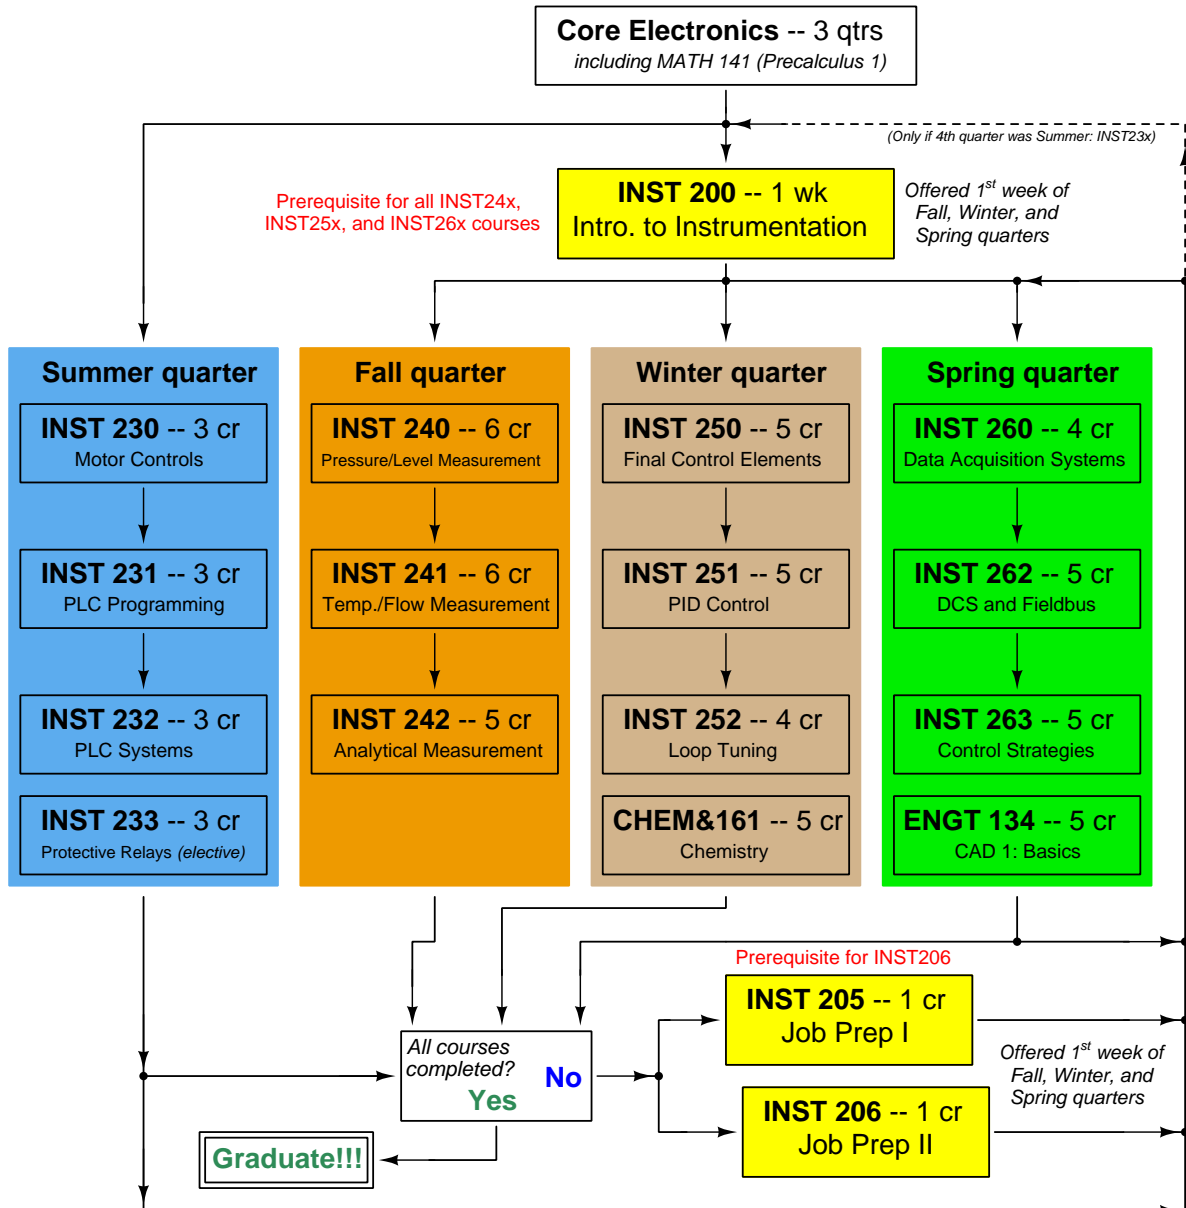 Core Electronics -- 3 qtrs
including MATH 141 (Precalculus 1)
(Only if 4th quarter was Summer: INST23x)
Prerequisite for all INST24x,
INST25x, and INST26x courses
INST 200 -- 1 wk
Intro. to Instrumentation
Offered 1st week of
Fall, Winter, and
Spring quarters
Summer quarter
INST 230 -- 3 cr
Motor Controls
INST 231 -- 3 cr
PLC Programming
INST 232 -- 3 cr
PLC Systems
INST 233 -- 3 cr
Protective Relays (elective)
Fall quarter
INST 240 -- 6 cr
Pressure/Level Measurement
INST 241 -- 6 cr
Temp./Flow Measurement
INST 242 -- 5 cr
Analytical Measurement
Winter quarter
INST 250 -- 5 cr
Final Control Elements
INST 251 -- 5 cr
PID Control
INST 252 -- 4 cr
Loop Tuning
CHEM&161 -- 5 cr
Chemistry
Spring quarter
INST 260 -- 4 cr
Data Acquisition Systems
INST 262 -- 5 cr
DCS and Fieldbus
INST 263 -- 5 cr
Control Strategies
ENGT 134 -- 5 cr
CAD 1: Basics
Prerequisite for INST206
INST 205 -- 1 cr
Job Prep I
All courses
completed?
No
Yes
Offered 1st week of
Fall, Winter, and
Spring quarters
INST 206 -- 1 cr
Job Prep II
Graduate!!!